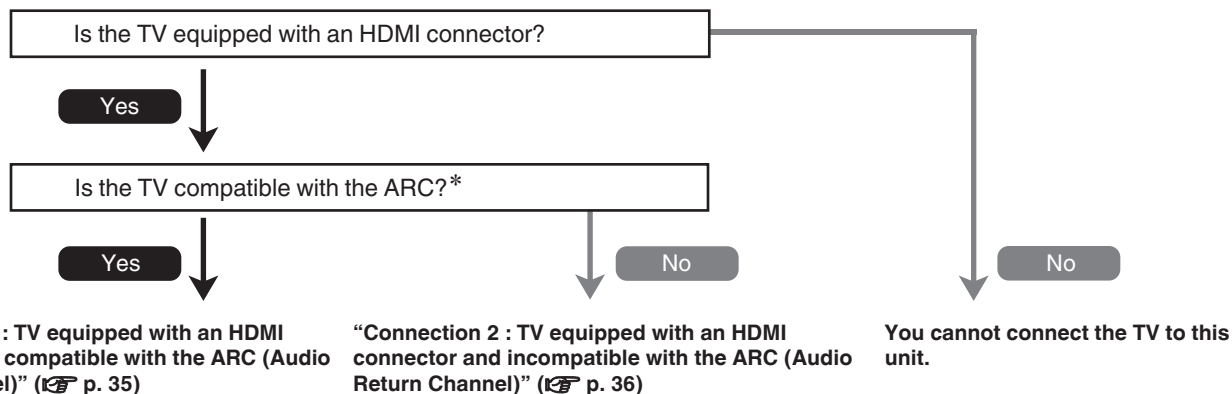 Is the TV equipped with an HDMI connector?
Yes
Is the TV compatible with the ARC?*
Yes
No
No
: TV equipped with an HDMI
compatible with the ARC (Audio
l)” (☞ p. 35)
“Connection 2 : TV equipped with an HDMI
connector and incompatible with the ARC (Audio
Return Channel)” (☞ p. 36)
You cannot connect the TV to this
unit.